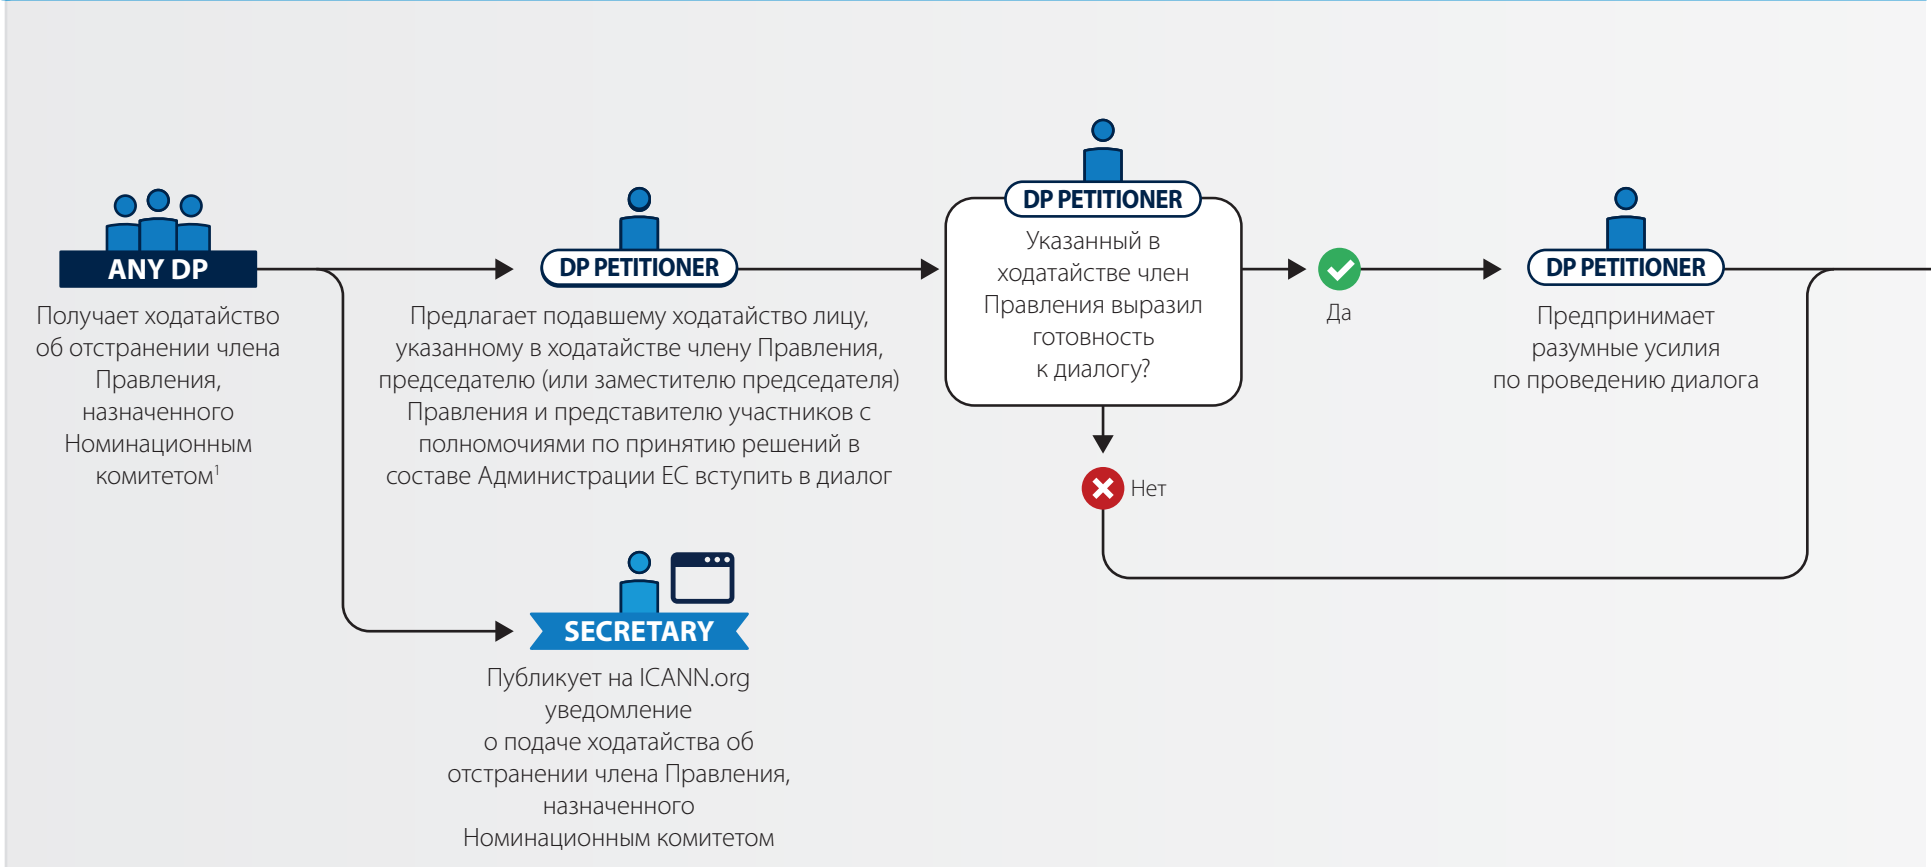 ANY DP
Получает ходатайство
об отстранении члена
Правления,
назначенного
Номинационным
комитетом1
DP PETITIONER
Предлагает подавшему ходатайство лицу,
указанному в ходатайстве члену Правления,
председателю (или заместителю председателя)
Правления и представителю участников с
полномочиями по принятию решений в
составе Администрации ЕС вступить в диалог
SECRETARY
Публикует на ICANN.org
уведомление
о подаче ходатайства об
отстранении члена Правления,
назначенного
Номинационным комитетом
DP PETITIONER
Указанный в
ходатайстве член
Правления выразил
готовность
к диалогу?
Да
Нет
DP PETITIONER
Предпринимает
разумные усилия
по проведению диалога